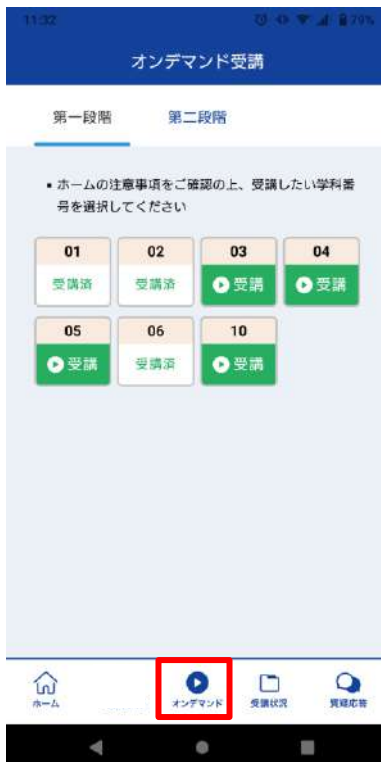 11:32 79%
オンデマンド受講
第一段階 第二段階
▪ ホームの注意事項をご確認の上、受講したい学科番
号を選択してください
01 02 03 04
受講済 受講済 受講 受講
05 06 10
受講 受講済 受講
ホーム オンデマンド 受講状況 質疑応答